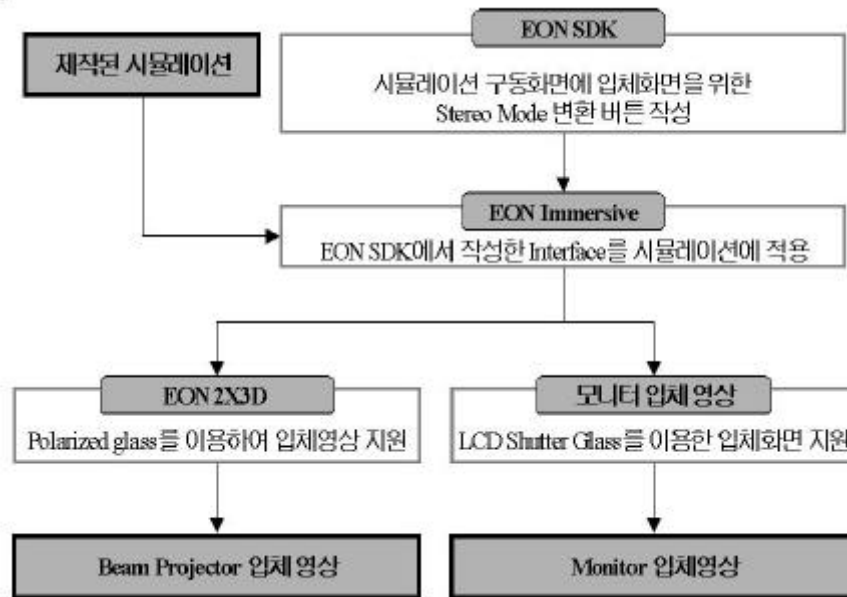 EON SDK
제작된 시뮬레이션
시뮬레이션 구동화면에 입체화면을 위한
Stereo Mode 변환 버튼 작성
EON Immersive
EON SDK에서 작성한 Interface를 시뮬레이션에 적용
EON 2X3D
Polarized glass를 이용하여 입체영상 지원
모니터 입체 영상
LCD Shutter Glass를 이용한 입체화면 지원
Beam Projector 입체 영상
Monitor 입체영상